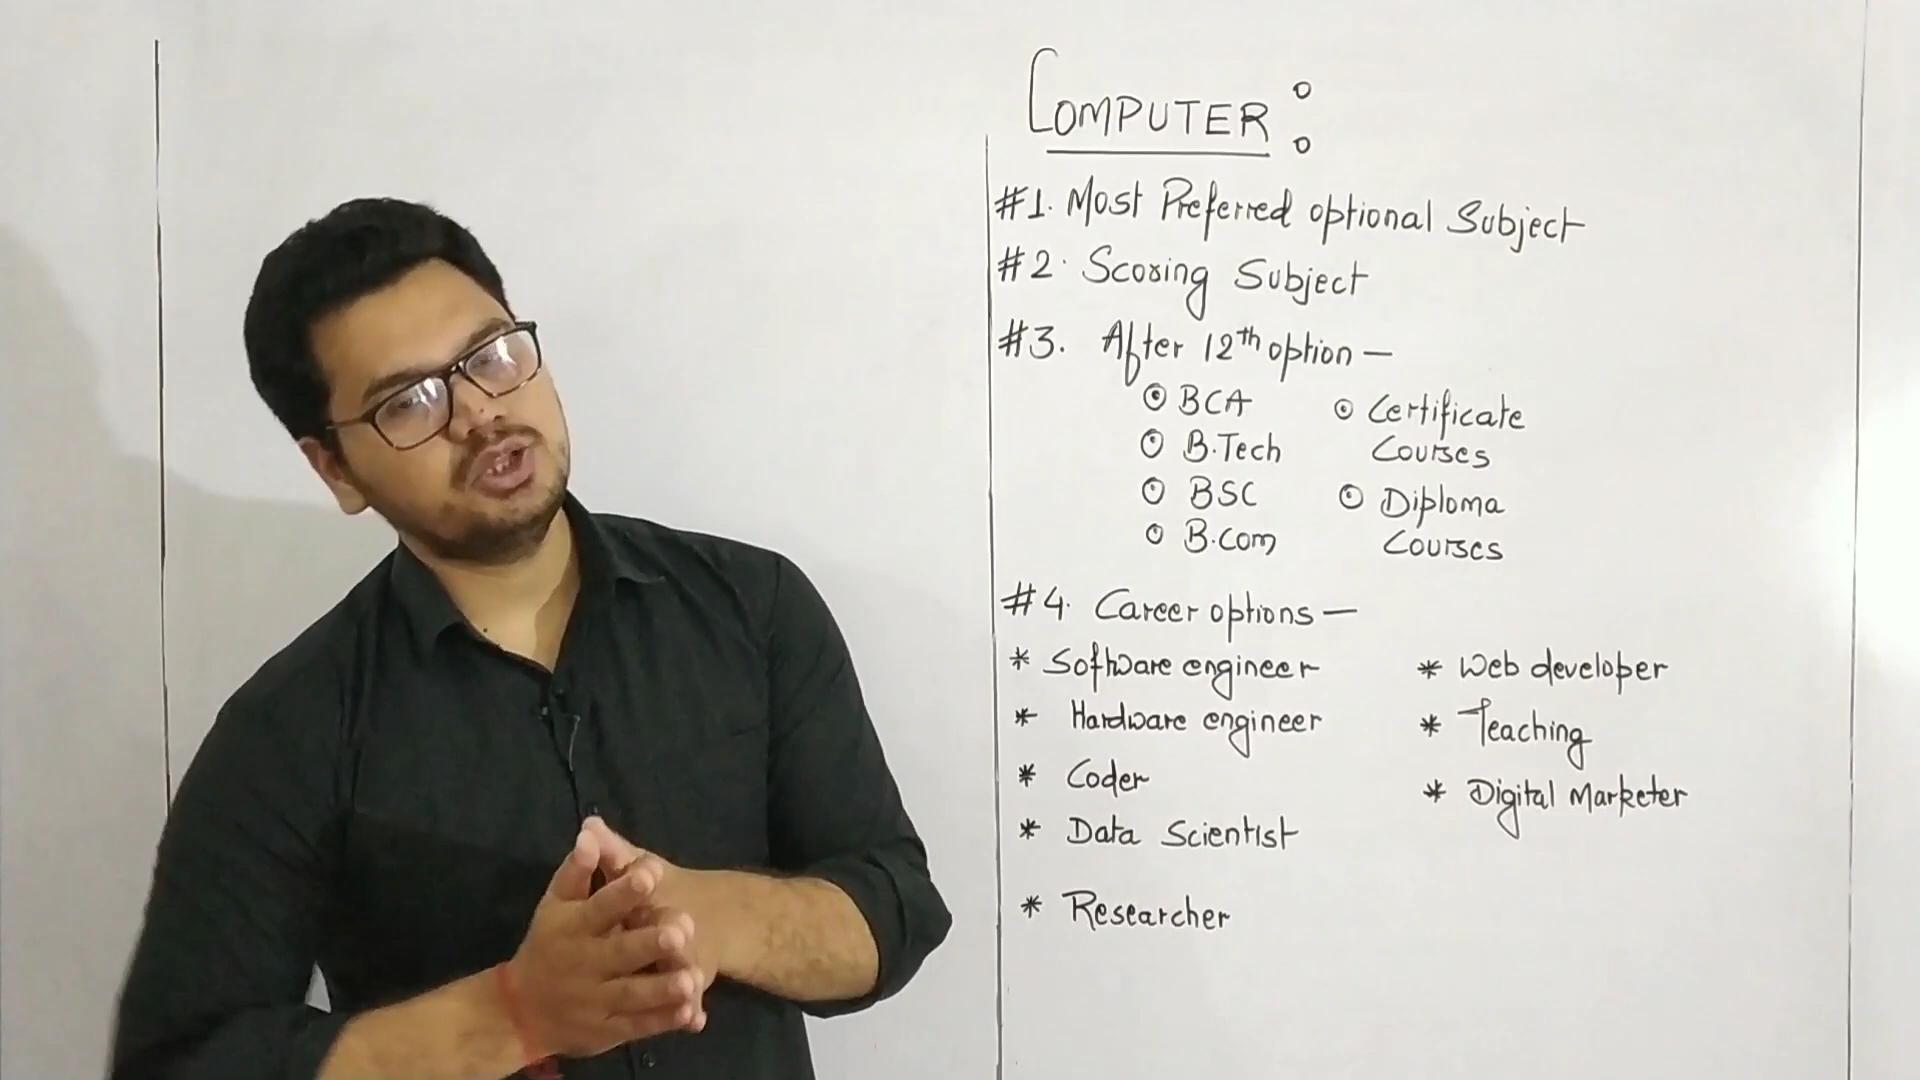 COMPUTER :
#1. Most Preferred optional Subject
#2. Scoring Subject
#3. After 12th option —
⊙ BCA
⊙ B.Tech
⊙ BSC
⊙ B.Com
⊙ Certificate
Courses
⊙ Diploma
Courses
#4. Career options —
* Software engineer
* Hardware engineer
* Coder
* Data Scientist
* Researcher
* Web developer
* Teaching
* Digital Marketer